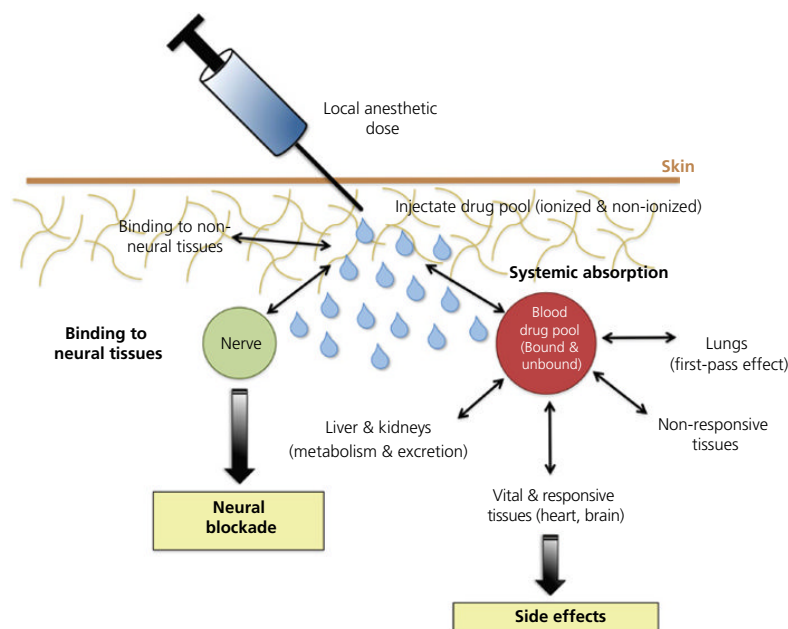 Local anesthetic
dose
Skin
Injectate drug pool (ionized & non-ionized)
Binding to non-
neural tissues
Systemic absorption
Binding to
neural tissues
Nerve
Blood
drug pool
(Bound &
unbound)
Lungs
(first-pass effect)
Liver & kidneys
(metabolism & excretion)
Non-responsive
tissues
Neural
blockade
Vital & responsive
tissues (heart, brain)
Side effects